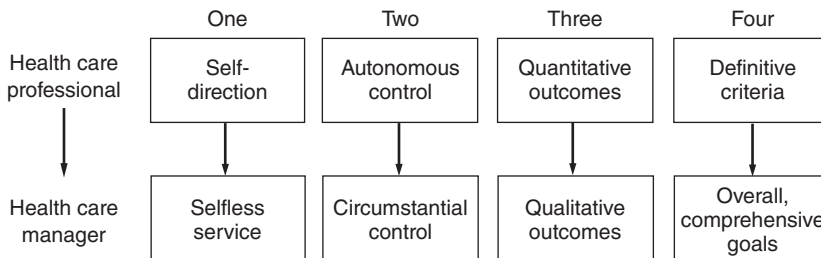 One Two Three Four
Health care
professional
Self-
direction
Autonomous
control
Quantitative
outcomes
Definitive
criteria
Health care
manager
Selfless
service
Circumstantial
control
Qualitative
outcomes
Overall,
comprehensive
goals